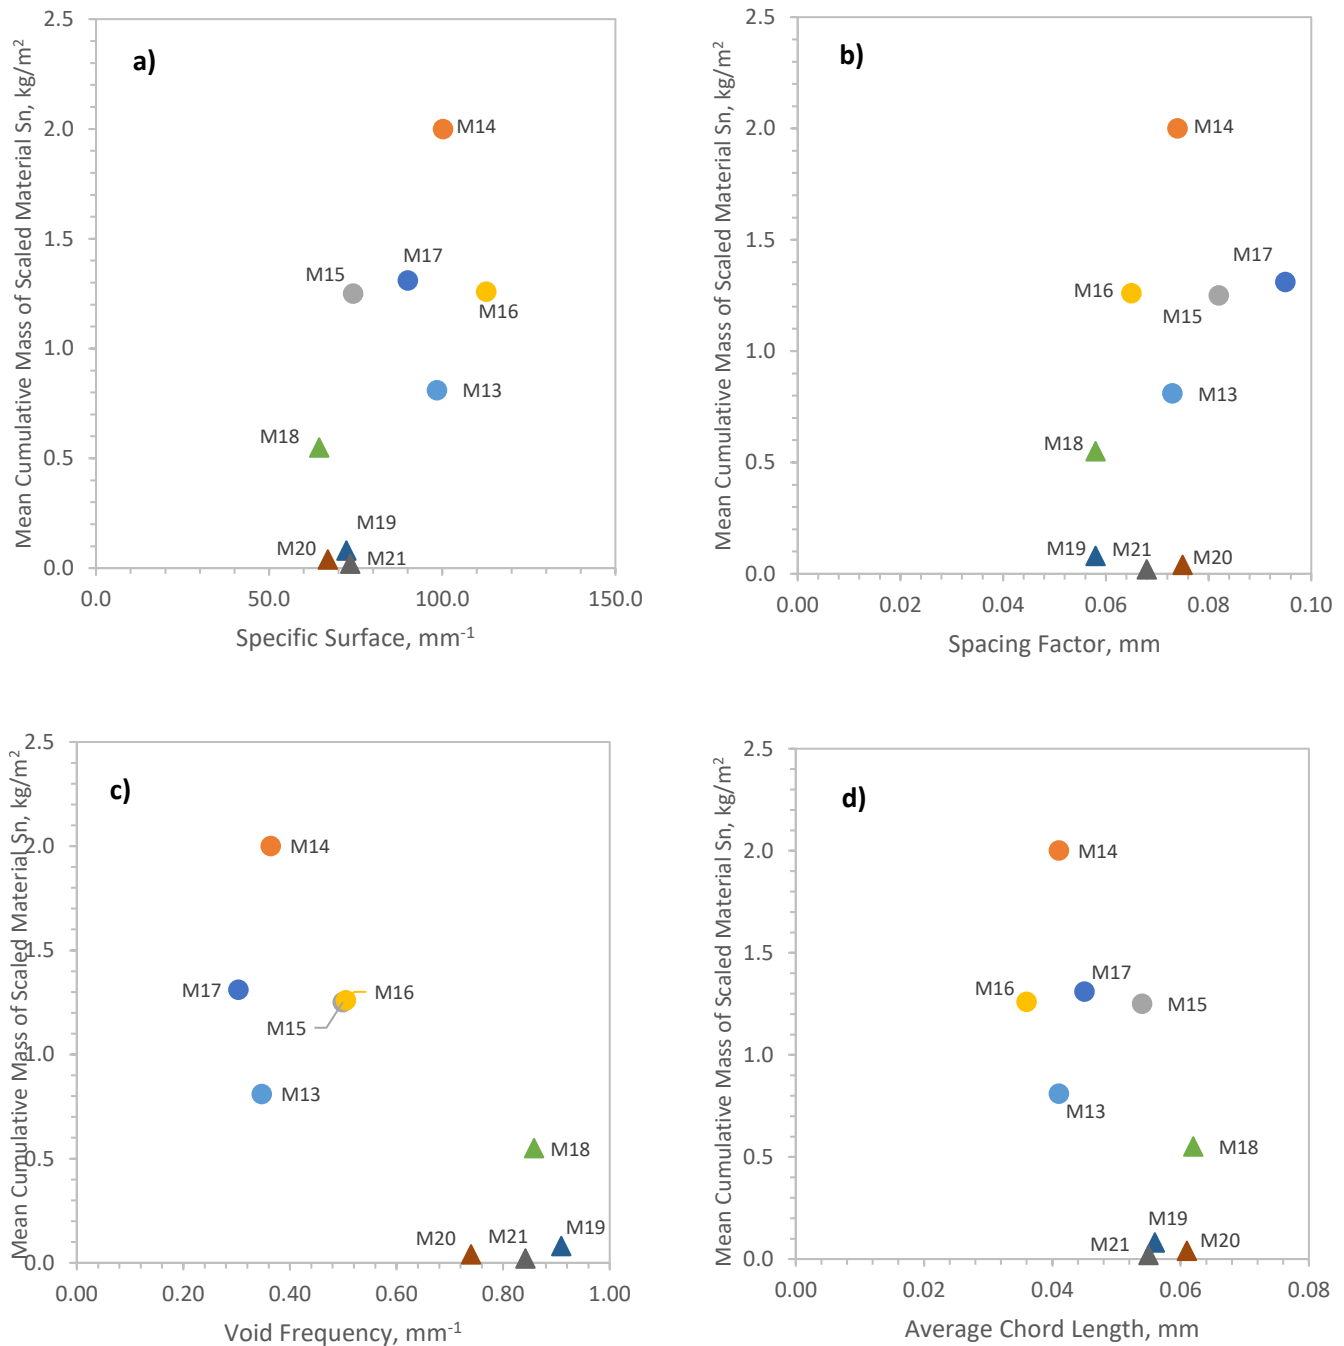 a)
Mean Cumulative Mass of Scaled Material Sn, kg/m²
2.5
2.0
1.5
1.0
0.5
0.0
M14
M17
M15
M16
M13
M18
M19
M20
M21
0.0 50.0 100.0 150.0
Specific Surface, mm⁻¹
b)
Mean Cumulative Mass of Scaled Material Sn, kg/m²
2.5
2.0
1.5
1.0
0.5
0.0
M14
M17
M16
M15
M13
M18
M19 M21 M20
0.00 0.02 0.04 0.06 0.08 0.10
Spacing Factor, mm
c)
Mean Cumulative Mass of Scaled Material Sn, kg/m²
2.5
2.0
1.5
1.0
0.5
0.0
M14
M17 M16
M15
M13
M18
M20 M21 M19
0.00 0.20 0.40 0.60 0.80 1.00
Void Frequency, mm⁻¹
d)
Mean Cumulative Mass of Scaled Material Sn, kg/m²
2.5
2.0
1.5
1.0
0.5
0.0
M14
M17
M16
M15
M13
M18
M19
M21 M20
0.00 0.02 0.04 0.06 0.08
Average Chord Length, mm